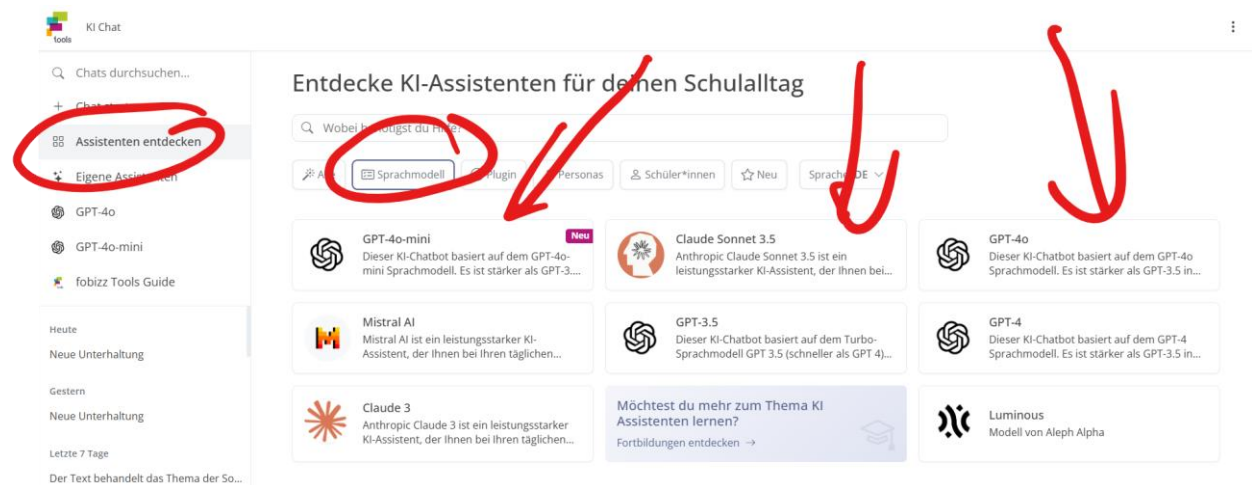 tools
KI Chat
Chats durchsuchen...
+ Chat
Assistenten entdecken
Eigene Assistenten
GPT-4o
GPT-4o-mini
fobizz Tools Guide
Heute
Neue Unterhaltung
Gestern
Neue Unterhaltung
Letzte 7 Tage
Der Text behandelt das Thema der So...
Entdecke KI-Assistenten für deinen Schulalltag
Wobei benötigst du Hilfe?
Sprachmodell
Plugin
Personas
Schüler*innen
Neu
Sprache: DE
GPT-4o-mini
Neu
Dieser KI-Chatbot basiert auf dem GPT-4o-
mini Sprachmodell. Es ist stärker als GPT-3....
Claude Sonnet 3.5
Anthropic Claude Sonnet 3.5 ist ein
leistungsstarker KI-Assistent, der Ihnen bei...
GPT-4o
Dieser KI-Chatbot basiert auf dem GPT-4o
Sprachmodell. Es ist stärker als GPT-3.5 in...
Mistral AI
Mistral AI ist ein leistungsstarker KI-
Assistent, der Ihnen bei Ihren täglichen...
GPT-3.5
Dieser KI-Chatbot basiert auf dem Turbo-
Sprachmodell GPT 3.5 (schneller als GPT 4)...
GPT-4
Dieser KI-Chatbot basiert auf dem GPT-4
Sprachmodell. Es ist stärker als GPT-3.5 in...
Claude 3
Anthropic Claude 3 ist ein leistungsstarker
KI-Assistent, der Ihnen bei Ihren täglichen...
Möchtest du mehr zum Thema KI
Assistenten lernen?
Fortbildungen entdecken →
Luminous
Modell von Aleph Alpha